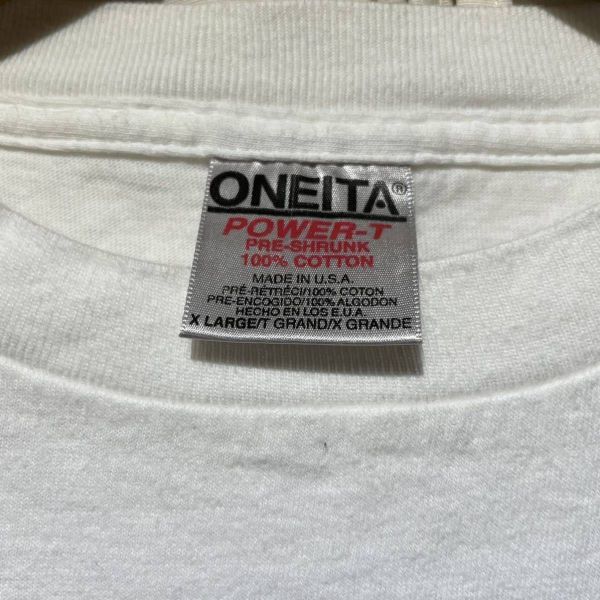 ONEITA®
POWER-T
PRE-SHRUNK
100% COTTON
MADE IN U.S.A.
PRÉ-RÉTRÉCI/100% COTON
PRE-ENCOGIDO/100% ALGODON
HECHO EN LOS E.U.A.
X LARGE/T GRAND/X GRANDE